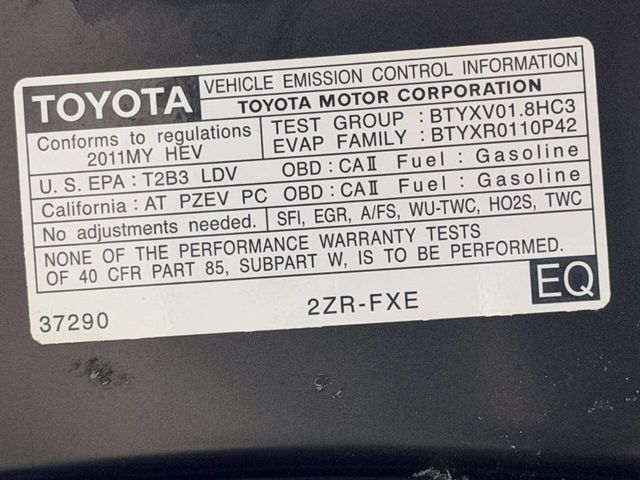 TOYOTA
VEHICLE EMISSION CONTROL INFORMATION
TOYOTA MOTOR CORPORATION
Conforms to regulations
2011MY HEV
TEST GROUP : BTYXV01.8HC3
EVAP FAMILY : BTYXR0110P42
U. S. EPA : T2B3 LDV OBD : CAⅡ Fuel : Gasoline
California : AT PZEV PC OBD : CAⅡ Fuel : Gasoline
No adjustments needed. SFI, EGR, A/FS, WU-TWC, HO2S, TWC
NONE OF THE PERFORMANCE WARRANTY TESTS
OF 40 CFR PART 85, SUBPART W, IS TO BE PERFORMED.
37290 2ZR-FXE EQ